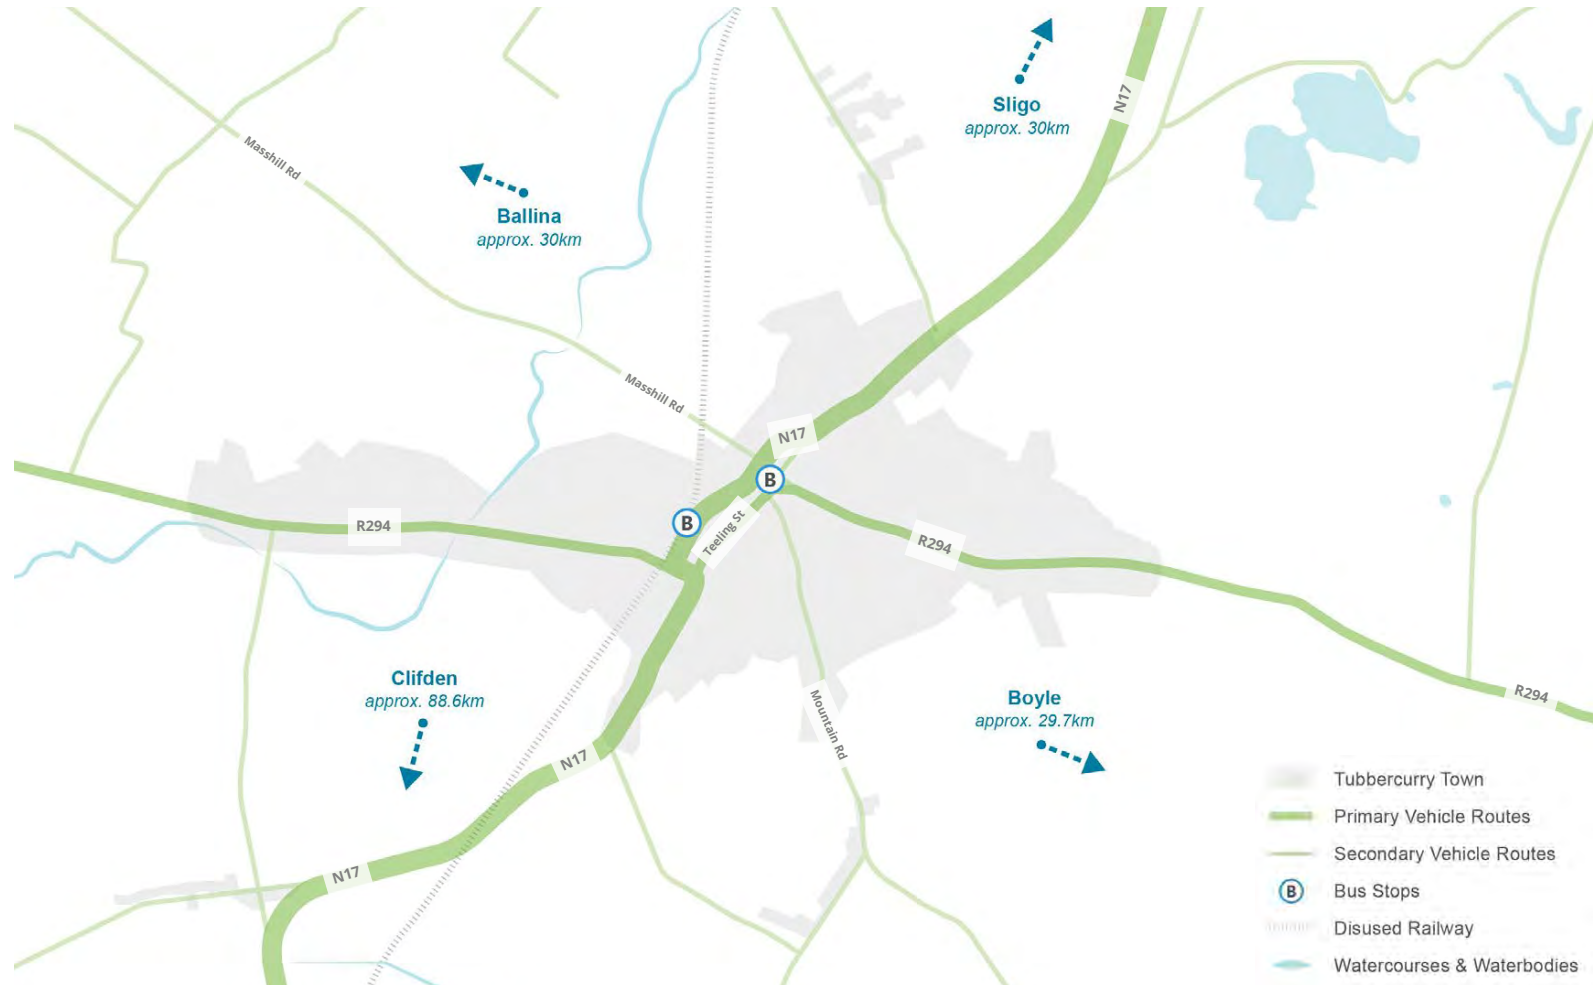 Sligo
approx. 30km
N17
Masshill Rd
Ballina
approx. 30km
Masshill Rd
N17
B
B
Teeling St
R294
R294
Clifden
approx. 88.6km
Boyle
approx. 29.7km
R294
Mountain Rd
N17
N17
Tubbercurry Town
Primary Vehicle Routes
Secondary Vehicle Routes
B
Bus Stops
Disused Railway
Watercourses & Waterbodies